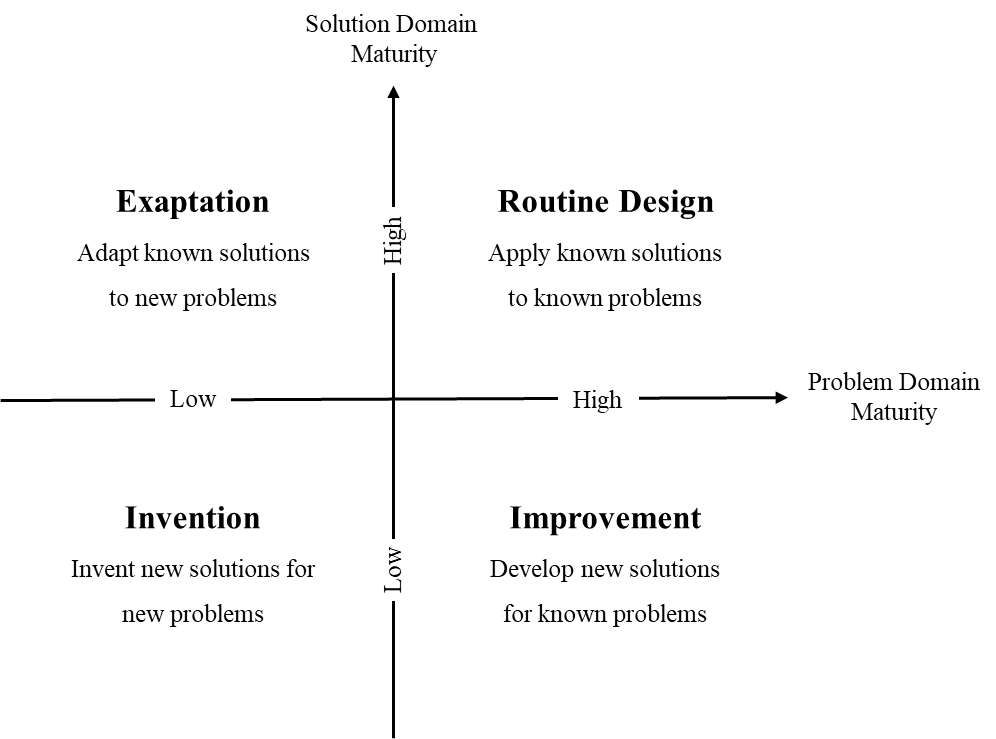 Solution Domain
Maturity
Exaptation
Adapt known solutions
to new problems
High
Routine Design
Apply known solutions
to known problems
Low
High
Problem Domain
Maturity
Invention
Invent new solutions for
new problems
Low
Improvement
Develop new solutions
for known problems